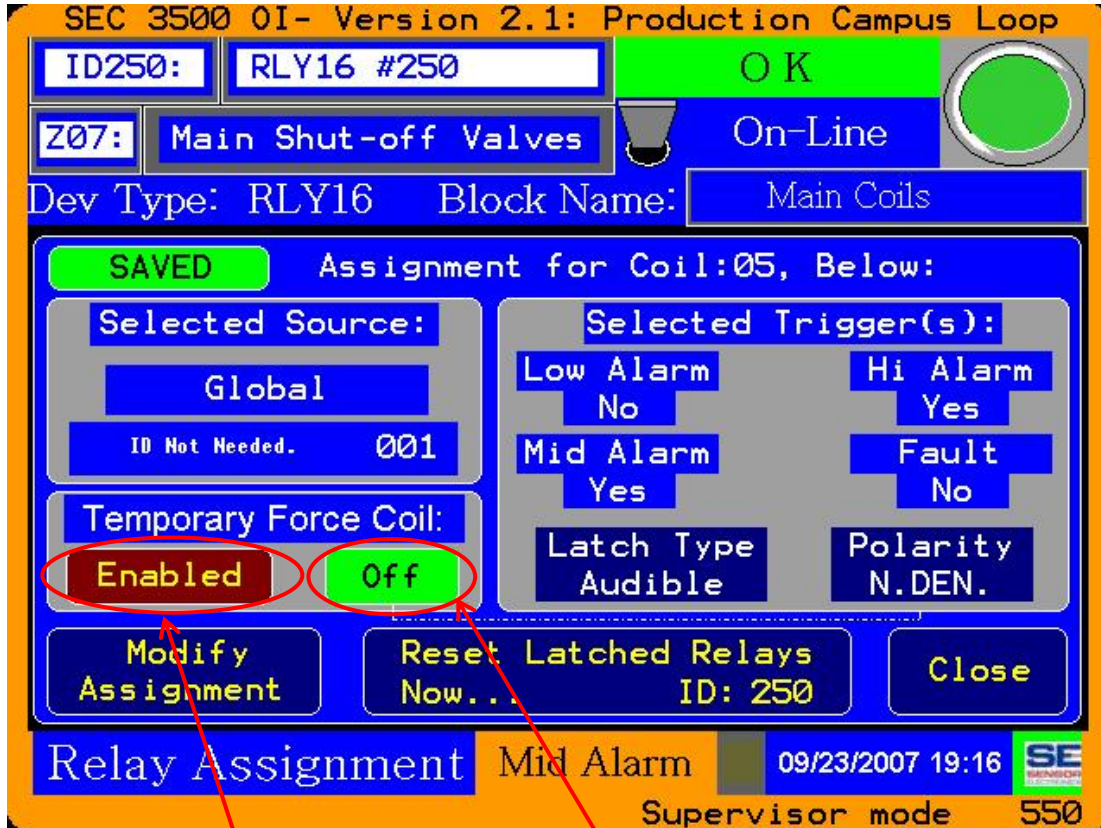 SEC 3500 OI- Version 2.1: Production Campus Loop
ID250: RLY16 #250 OK
Z07: Main Shut-off Valves On-Line
Dev Type: RLY16 Block Name: Main Coils
SAVED Assignment for Coil:05, Below:
Selected Source:
Global
ID Not Needed. 001
Temporary Force Coil:
Enabled Off
Selected Trigger(s):
Low Alarm
No
Hi Alarm
Yes
Mid Alarm
Yes
Fault
No
Latch Type
Audible
Polarity
N.DEN.
Modify
Assignment
Reset Latched Relays
Now... ID: 250
Close
Relay Assignment Mid Alarm 09/23/2007 19:16 SE
SENSOR
Supervisor mode 550